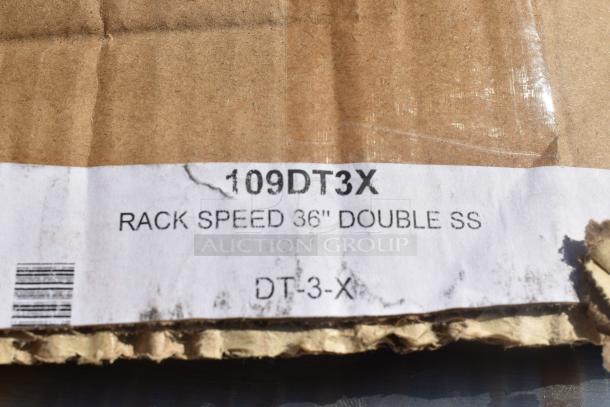 109DT3X
RACK SPEED 36" DOUBLE SS
AUCTION GROUP
DT-3-X